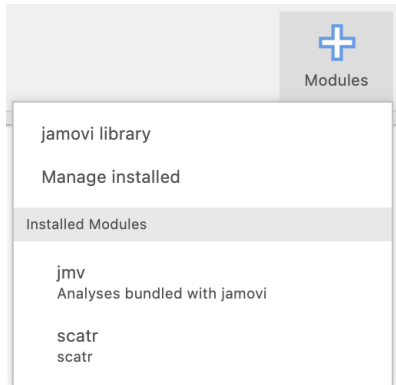 Modules
jamovi library
Manage installed
Installed Modules
jmv
Analyses bundled with jamovi
scatr
scatr